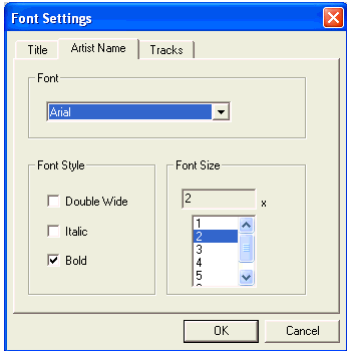 Font Settings
Title Artist Name Tracks
Font
Arial
Font Style
Double Wide
Italic
Bold
Font Size
2 x
1
2
3
4
5
OK Cancel